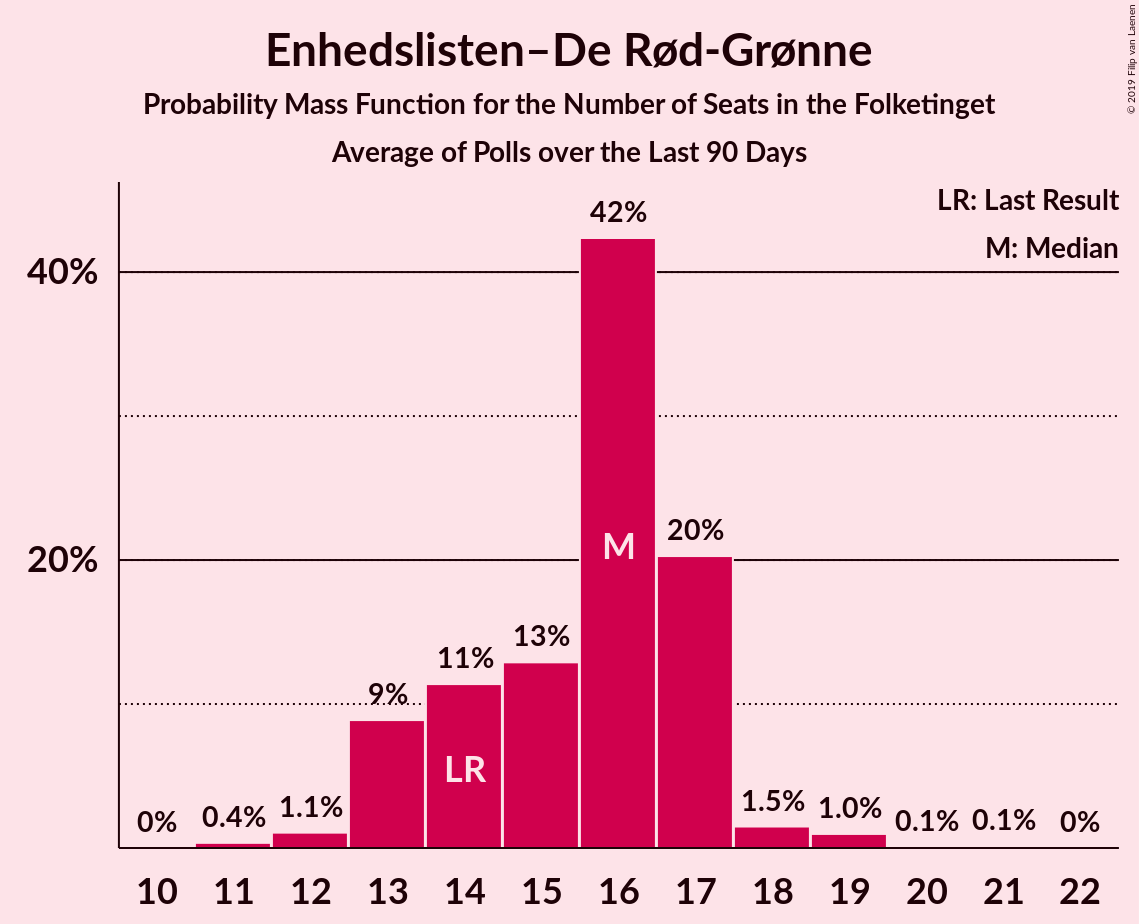 Enhedslisten–De Rød-Grønne
Probability Mass Function for the Number of Seats in the Folketinget
Average of Polls over the Last 90 Days
© 2019 Filip van Laenen
LR: Last Result
M: Median
40%
20%
0%
0.4%
1.1%
9%
11%
13%
42%
20%
1.5%
1.0%
0.1%
0.1%
0%
LR
M
10 11 12 13 14 15 16 17 18 19 20 21 22